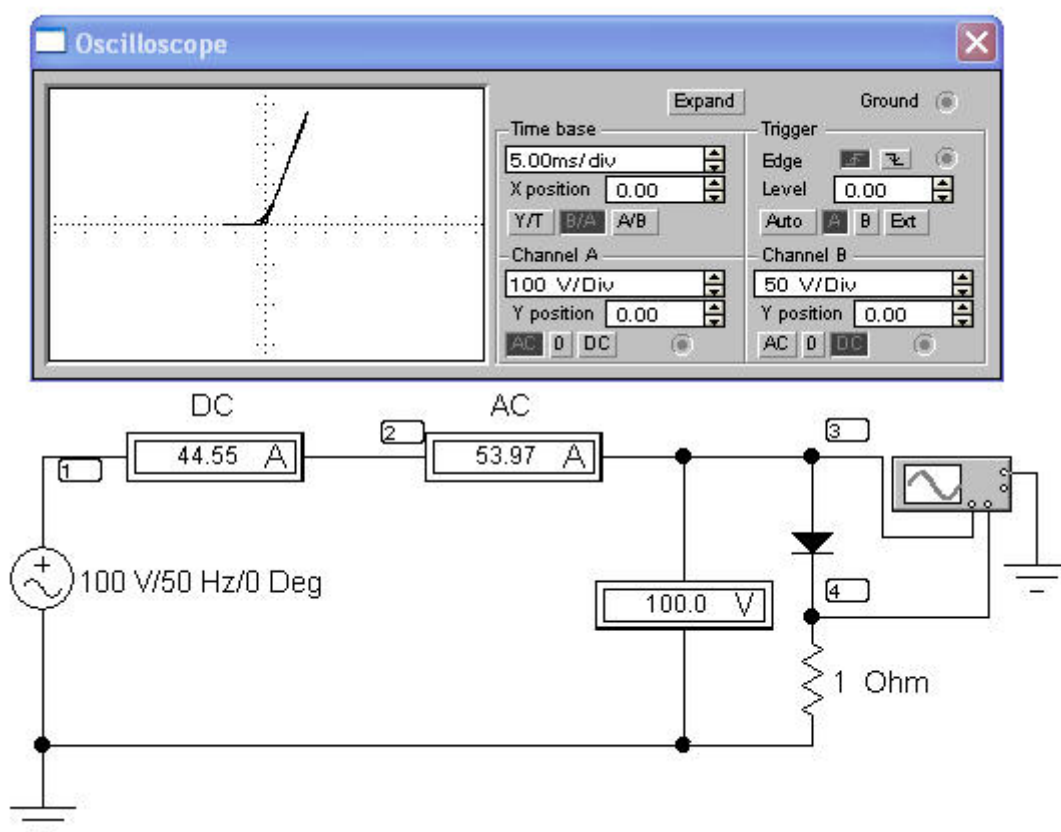 Oscilloscope
Expand Ground
Time base Trigger
5.00ms/div Edge
X position 0.00 Level 0.00
Y/T B/A A/B Auto A B Ext
Channel A Channel B
100 V/Div 50 V/Div
Y position 0.00 Y position 0.00
AC 0 DC AC 0 DC
DC AC
1 44.55 A 2 53.97 A 3
+
100 V/50 Hz/0 Deg
100.0 V 4
1 Ohm